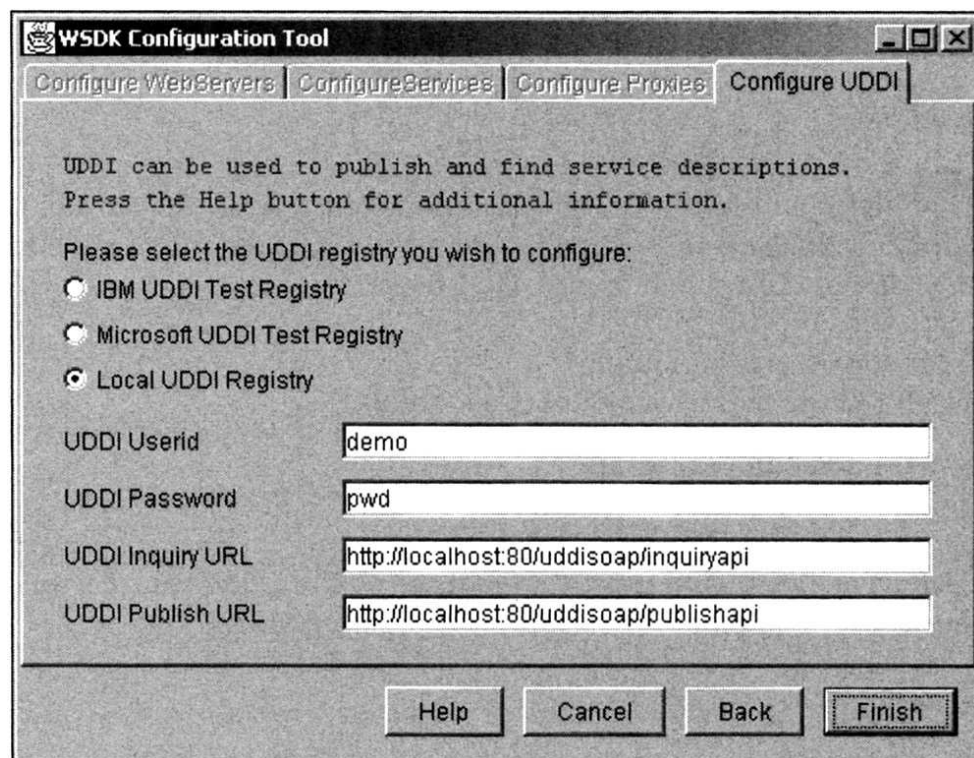 WSDK Configuration Tool
Configure WebServers ConfigureServices Configure Proxies Configure UDDI
UDDI can be used to publish and find service descriptions.
Press the Help button for additional information.
Please select the UDDI registry you wish to configure:
IBM UDDI Test Registry
Microsoft UDDI Test Registry
Local UDDI Registry
UDDI Userid demo
UDDI Password pwd
UDDI Inquiry URL http://localhost:80/uddisoap/inquiryapi
UDDI Publish URL http://localhost:80/uddisoap/publishapi
Help Cancel Back Finish